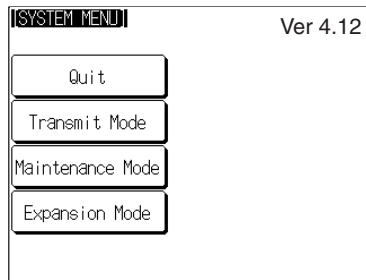 [SYSTEM MENU]
Ver 4.12
Quit
Transmit Mode
Maintenance Mode
Expansion Mode